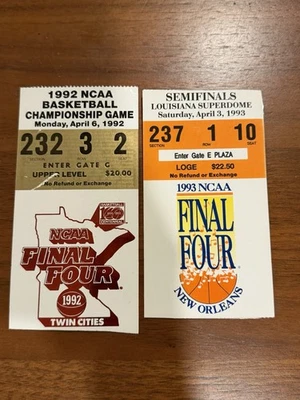 1992 NCAA
BASKETBALL
CHAMPIONSHIP GAME
Monday, April 6, 1992
232 3 2
ENTER GATE C
UPPER LEVEL $20.00
No Refund or Exchange
NCAA
FINAL
FOUR
1992
TWIN CITIES
SEMIFINALS
LOUISIANA SUPERDOME
Saturday, April 3, 1993
237 1 10
SECTION ROW SEAT
Enter Gate E PLAZA
LOGE $22.50
No Refund or Exchange
1993 NCAA
FINAL
FOUR
NEW ORLEANS